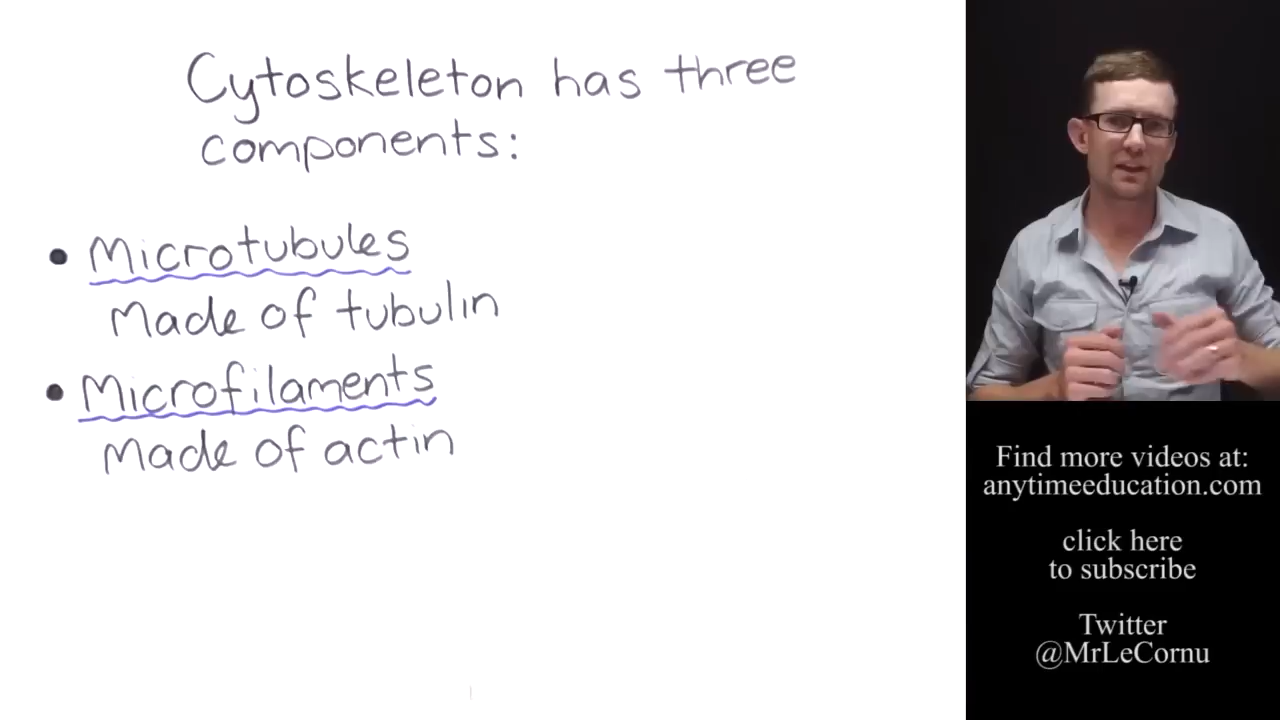 Cytoskeleton has three
components:
• Microtubules
Made of tubulin
• Microfilaments
Made of actin
Find more videos at:
anytimeeducation.com
click here
to subscribe
Twitter
@MrLeCornu